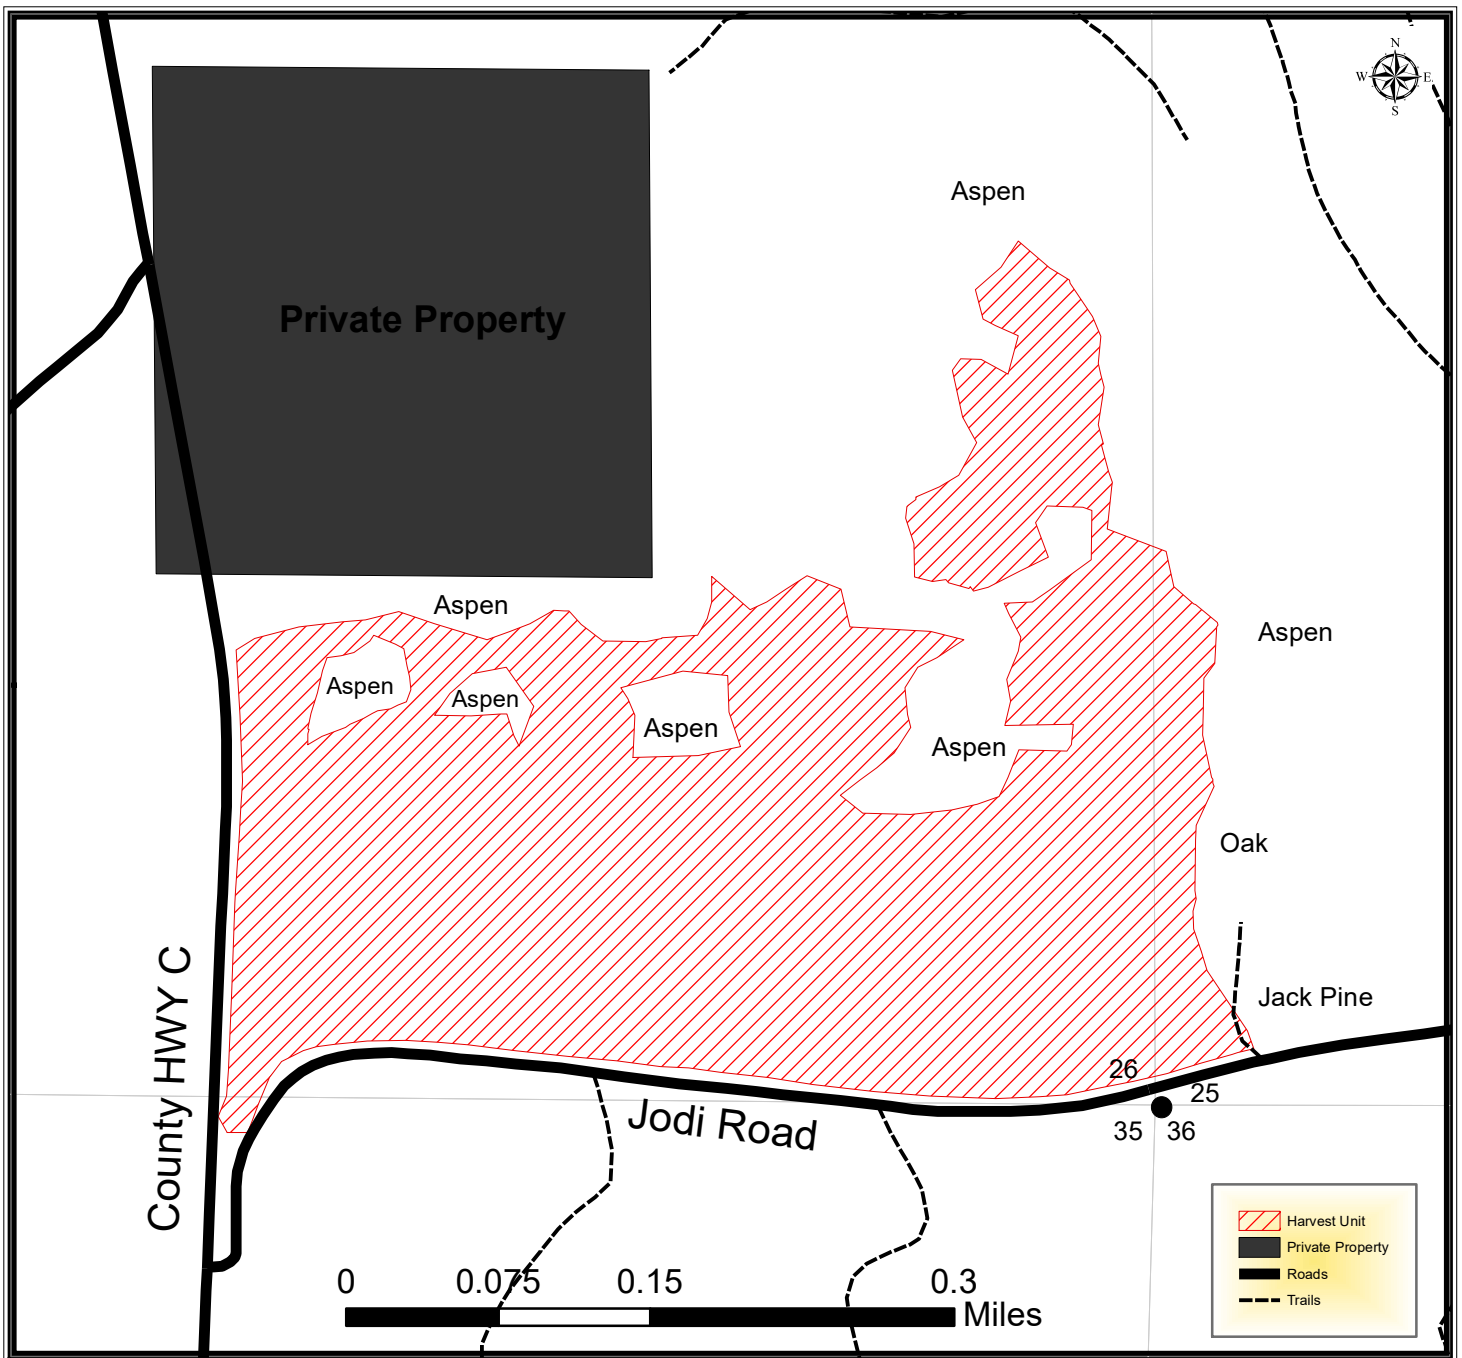 N
W E
S
Aspen
Private Property
Aspen
Aspen
Aspen
Aspen
Aspen
Aspen
Oak
Jack Pine
County HWY C
26
25
Jodi Road
35 36
Harvest Unit
Private Property
Roads
Trails
0 0.075 0.15 0.3
Miles